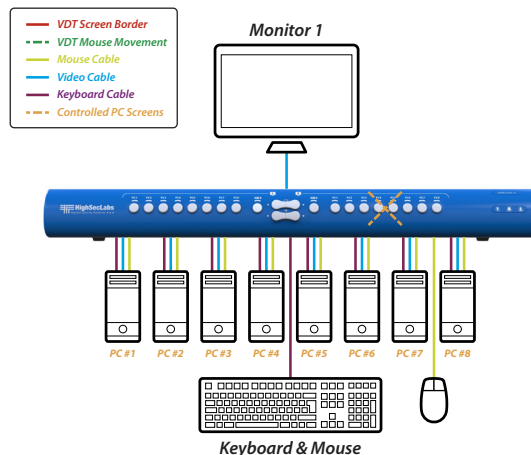 VDT Screen Border
VDT Mouse Movement
Mouse Cable
Video Cable
Keyboard Cable
Controlled PC Screens
Monitor 1
HighSecLabs
PC #1
PC #2
PC #3
PC #4
PC #5
PC #6
PC #7
PC #8
Keyboard & Mouse